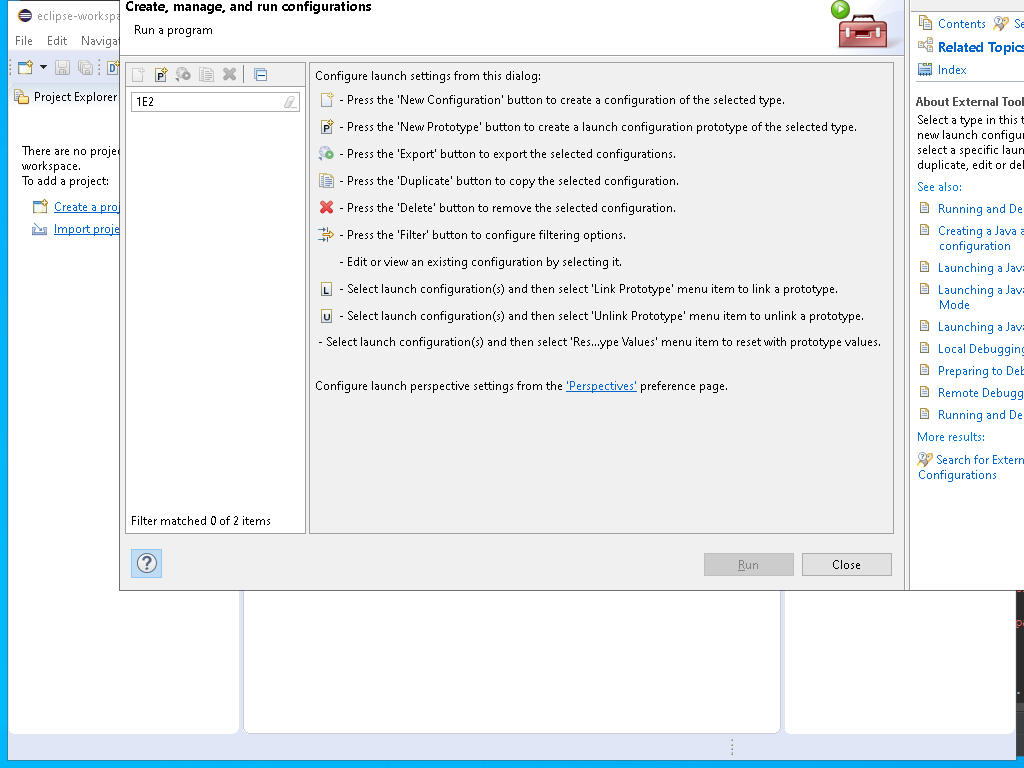 eclipse-workspa
File Edit Navigat
Project Explorer
There are no projec
workspace.
To add a project:
Create a proj
Import proje
Create, manage, and run configurations
Run a program
1E2
Filter matched 0 of 2 items
Configure launch settings from this dialog:
- Press the 'New Configuration' button to create a configuration of the selected type.
- Press the 'New Prototype' button to create a launch configuration prototype of the selected type.
- Press the 'Export' button to export the selected configurations.
- Press the 'Duplicate' button to copy the selected configuration.
- Press the 'Delete' button to remove the selected configuration.
- Press the 'Filter' button to configure filtering options.
- Edit or view an existing configuration by selecting it.
- Select launch configuration(s) and then select 'Link Prototype' menu item to link a prototype.
- Select launch configuration(s) and then select 'Unlink Prototype' menu item to unlink a prototype.
- Select launch configuration(s) and then select 'Res...ype Values' menu item to reset with prototype values.
Configure launch perspective settings from the 'Perspectives' preference page.
Run
Close
Contents Se
Related Topics
Index
About External Tool
Select a type in this t
new launch configur
select a specific laun
duplicate, edit or del
See also:
Running and De
Creating a Java a
configuration
Launching a Java
Launching a Java
Mode
Launching a Java
Local Debugging
Preparing to Deb
Remote Debugg
Running and De
More results:
Search for Extern
Configurations